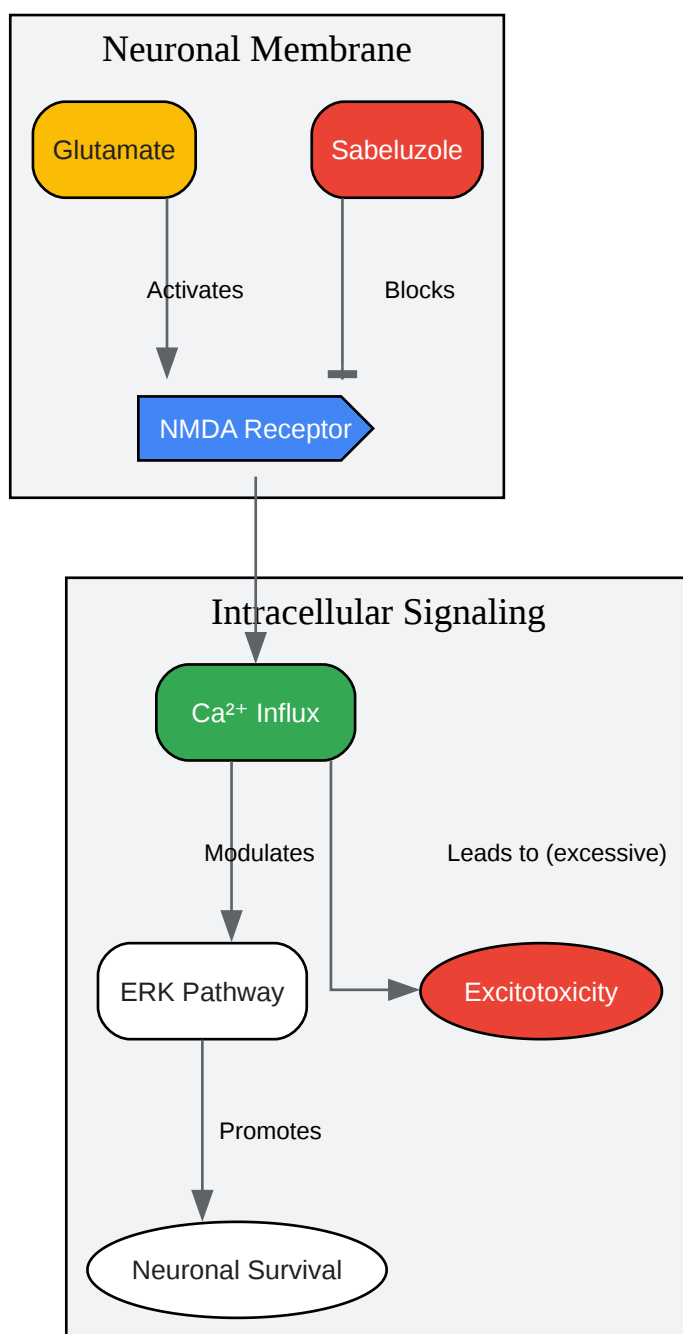 Neuronal Membrane
Glutamate
Sabeluzole
Activates
Blocks
NMDA Receptor
Intracellular Signaling
Ca²⁺ Influx
Modulates
Leads to (excessive)
ERK Pathway
Excitotoxicity
Promotes
Neuronal Survival